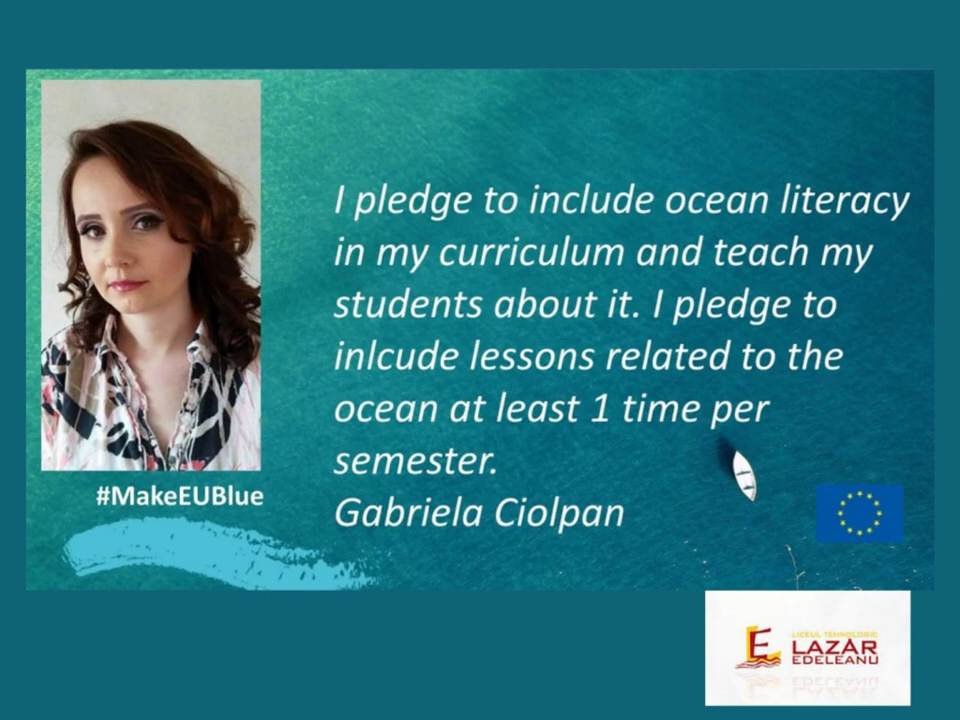 I pledge to include ocean literacy
in my curriculum and teach my
students about it. I pledge to
inlcude lessons related to the
ocean at least 1 time per
semester.
Gabriela Ciolpan
#MakeEUBlue
LICEUL TEHNOLOGIC
LAZĂR
EDELEANU